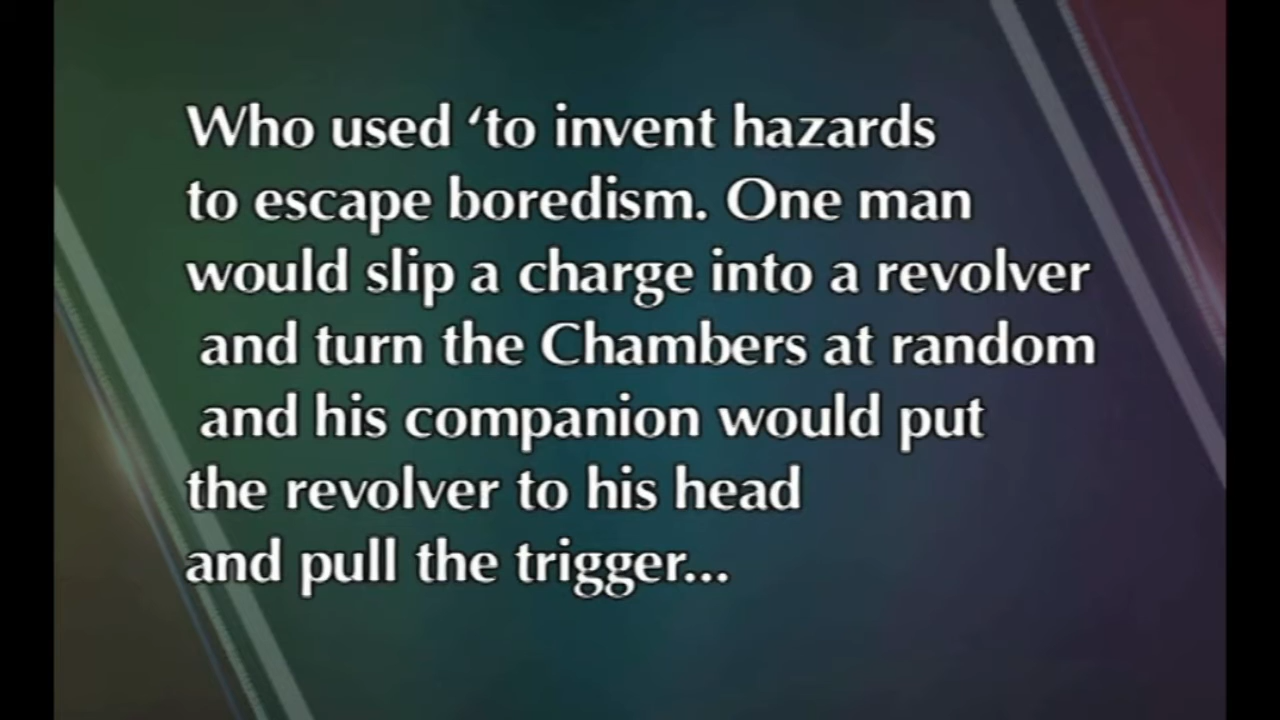 Who used ‘to invent hazards
to escape boredism. One man
would slip a charge into a revolver
and turn the Chambers at random
and his companion would put
the revolver to his head
and pull the trigger...